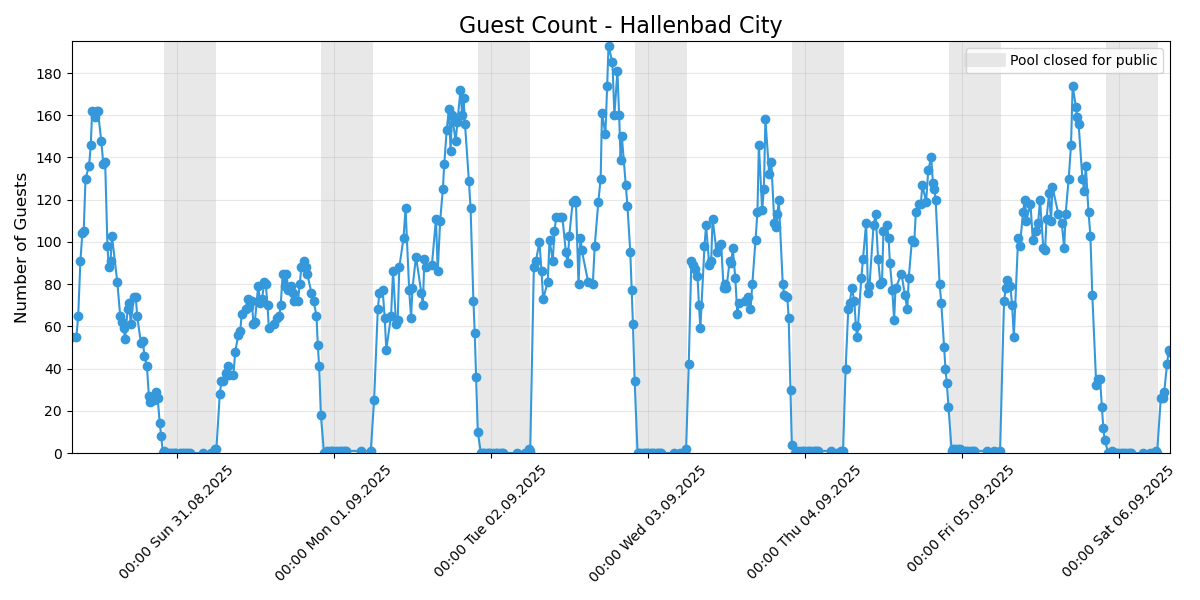 Guest Count - Hallenbad City
Pool closed for public
Number of Guests
180
160
140
120
100
80
60
40
20
0
00:00 Sun 31.08.2025
00:00 Mon 01.09.2025
00:00 Tue 02.09.2025
00:00 Wed 03.09.2025
00:00 Thu 04.09.2025
00:00 Fri 05.09.2025
00:00 Sat 06.09.2025